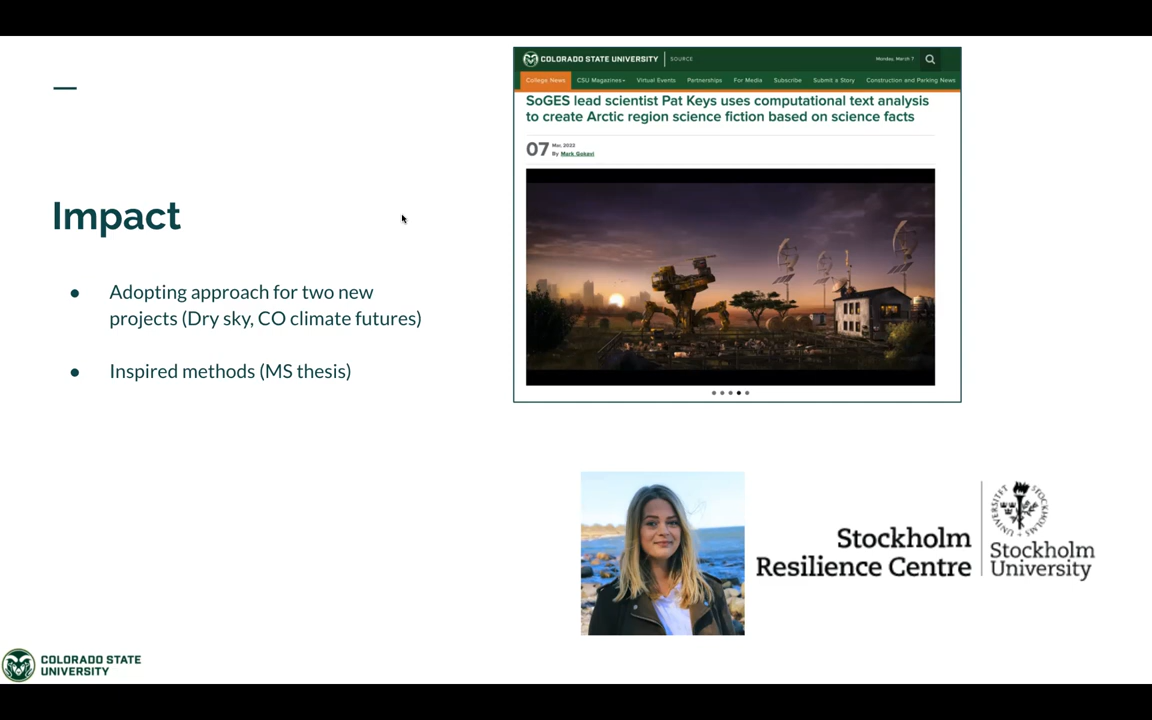 COLORADO STATE UNIVERSITY SOURCE
Monday, March 7
College News CSU Magazines Virtual Events Partnerships For Media Subscribe Submit a Story Construction and Parking News
SoGES lead scientist Pat Keys uses computational text analysis
to create Arctic region science fiction based on science facts
07 Mar, 2022
By Mark Gokavi
Impact
● Adopting approach for two new
projects (Dry sky, CO climate futures)
● Inspired methods (MS thesis)
Stockholm
Resilience Centre
Stockholm
University
COLORADO STATE
UNIVERSITY